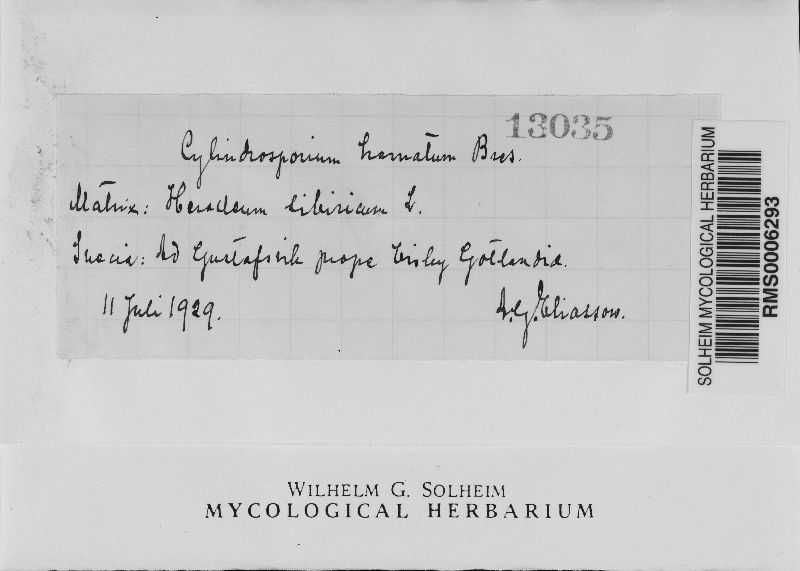 13035
Cylindrosporium hamatum Bres.
Matrix: Heracleum sibiricum L.
Suecia: Ad Gustafsvik prope Visby Gotlandiæ.
11 Juli 1929.
A. G. Eliasson.
SOLHEIM MYCOLOGICAL HERBARIUM
RMS0006293
WILHELM G. SOLHEIM
MYCOLOGICAL HERBARIUM